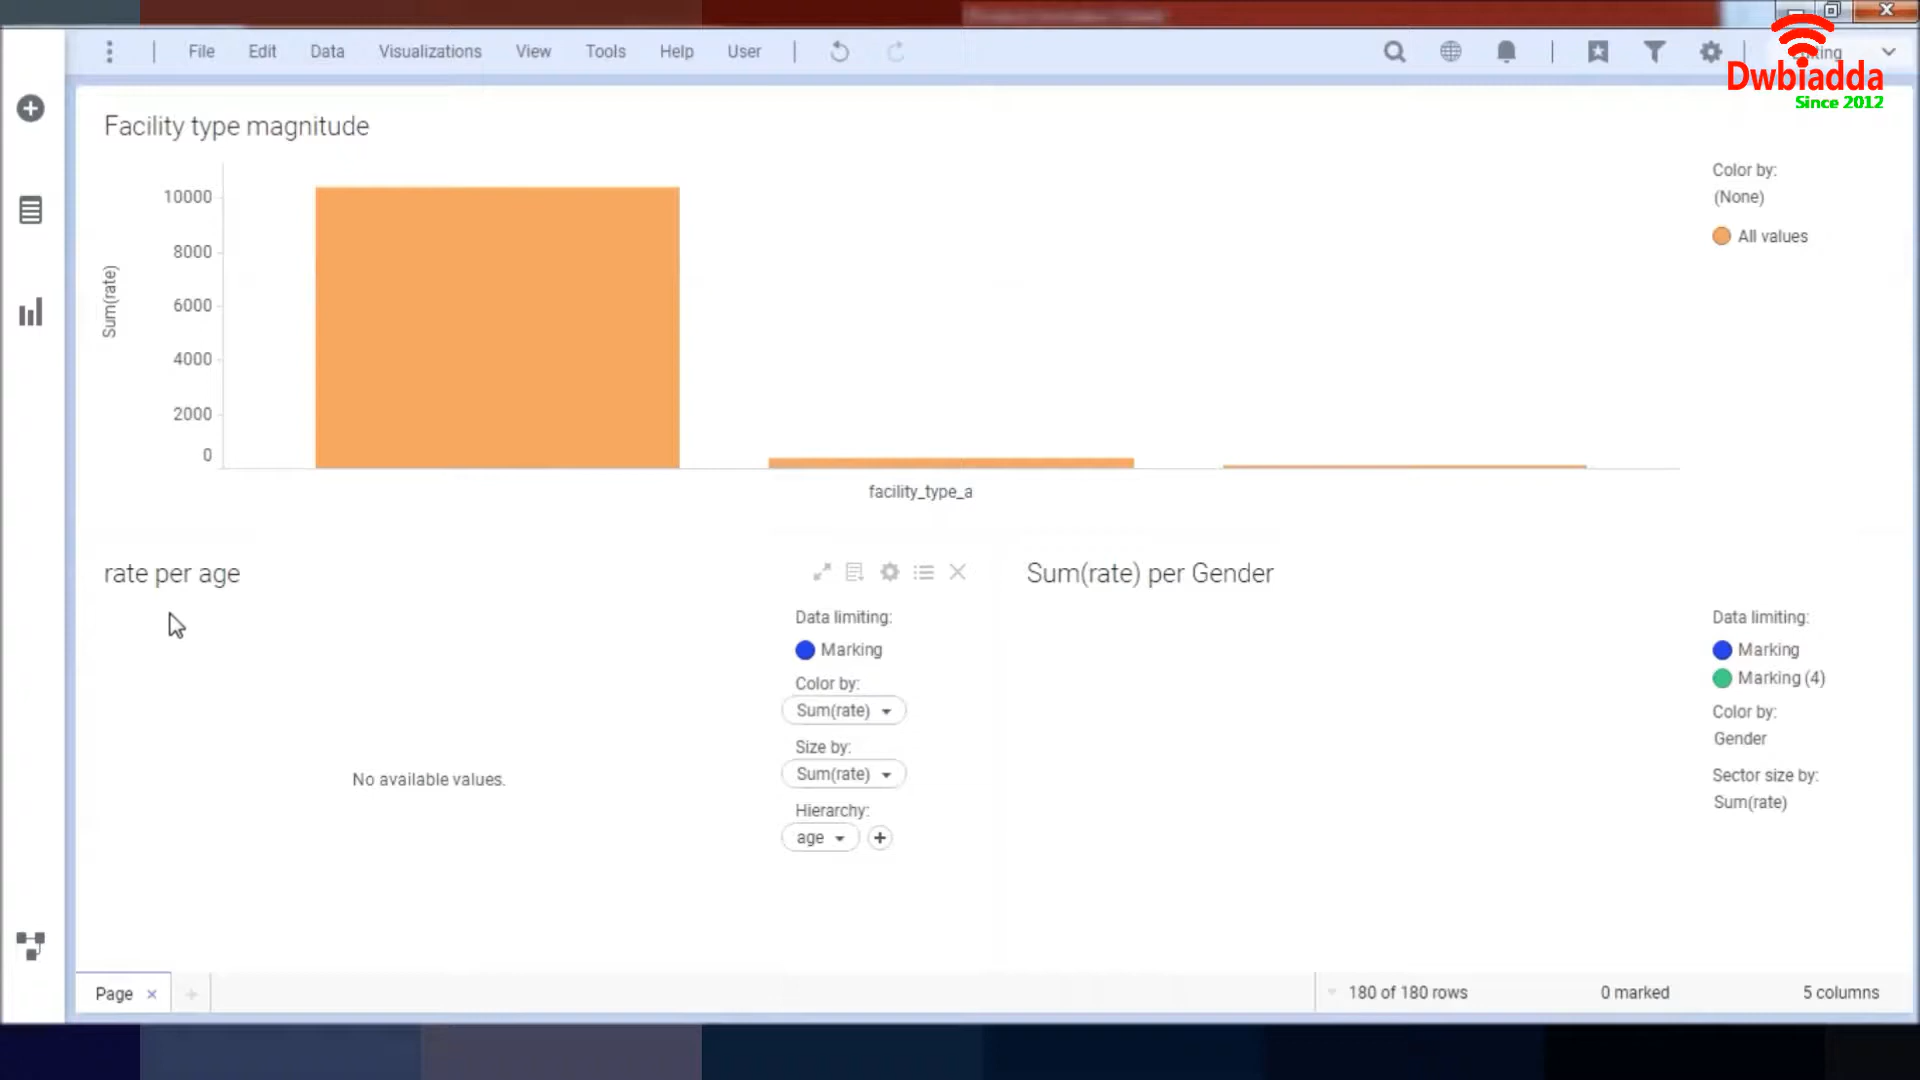 File Edit Data Visualizations View Tools Help User
Dwbiadda
Since 2012
Facility type magnitude
Color by:
(None)
All values
10000
8000
6000
4000
2000
0
Sum(rate)
facility_type_a
rate per age
Data limiting:
Marking
Color by:
Sum(rate)
Size by:
Sum(rate)
Hierarchy:
age
No available values.
Sum(rate) per Gender
Data limiting:
Marking
Marking (4)
Color by:
Gender
Sector size by:
Sum(rate)
Page
180 of 180 rows 0 marked 5 columns